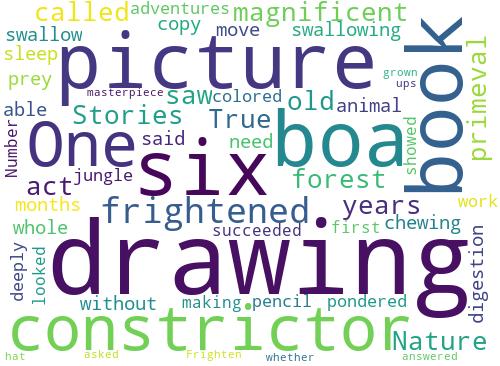 called adventures magnificent
copy move
swallow swallowing
sleep picture grown book primeval
prey masterpiece saw colored old animal ups
able Stories True
Number One said six need boa showed
act jungle forest
months years work
whole frightened succeeded first chewing
deeply looked drawing digestion
without making pencil pondered
constrictor Nature
hat asked Frighten whether answered